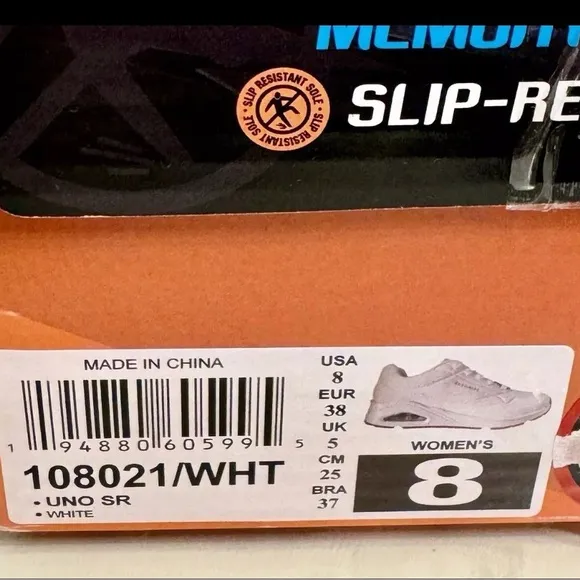 SLIP RESISTANT SOLE • SLIP RESISTANT SOLE •
SLIP-RE
MADE IN CHINA
1 94880 60599 5
108021/WHT
• UNO SR
• WHITE
USA
8
EUR
38
UK
5
CM
25
BRA
37
WOMEN'S
8